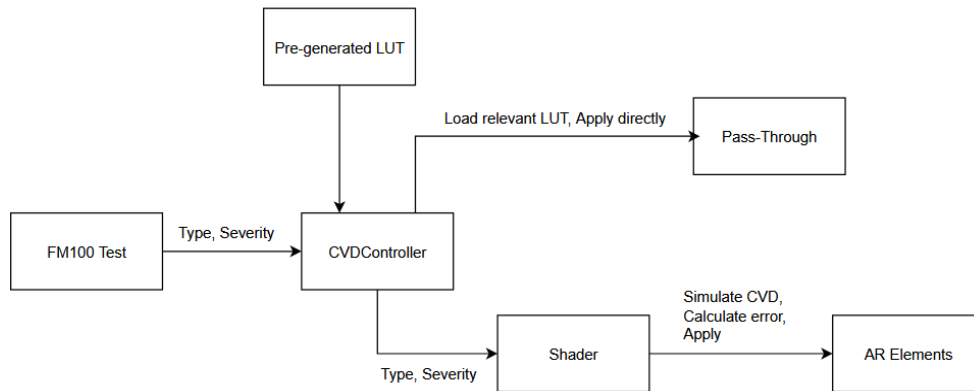 Pre-generated LUT
Load relevant LUT, Apply directly
Pass-Through
FM100 Test
Type, Severity
CVDController
Simulate CVD,
Calculate error,
Apply
Type, Severity
Shader
AR Elements